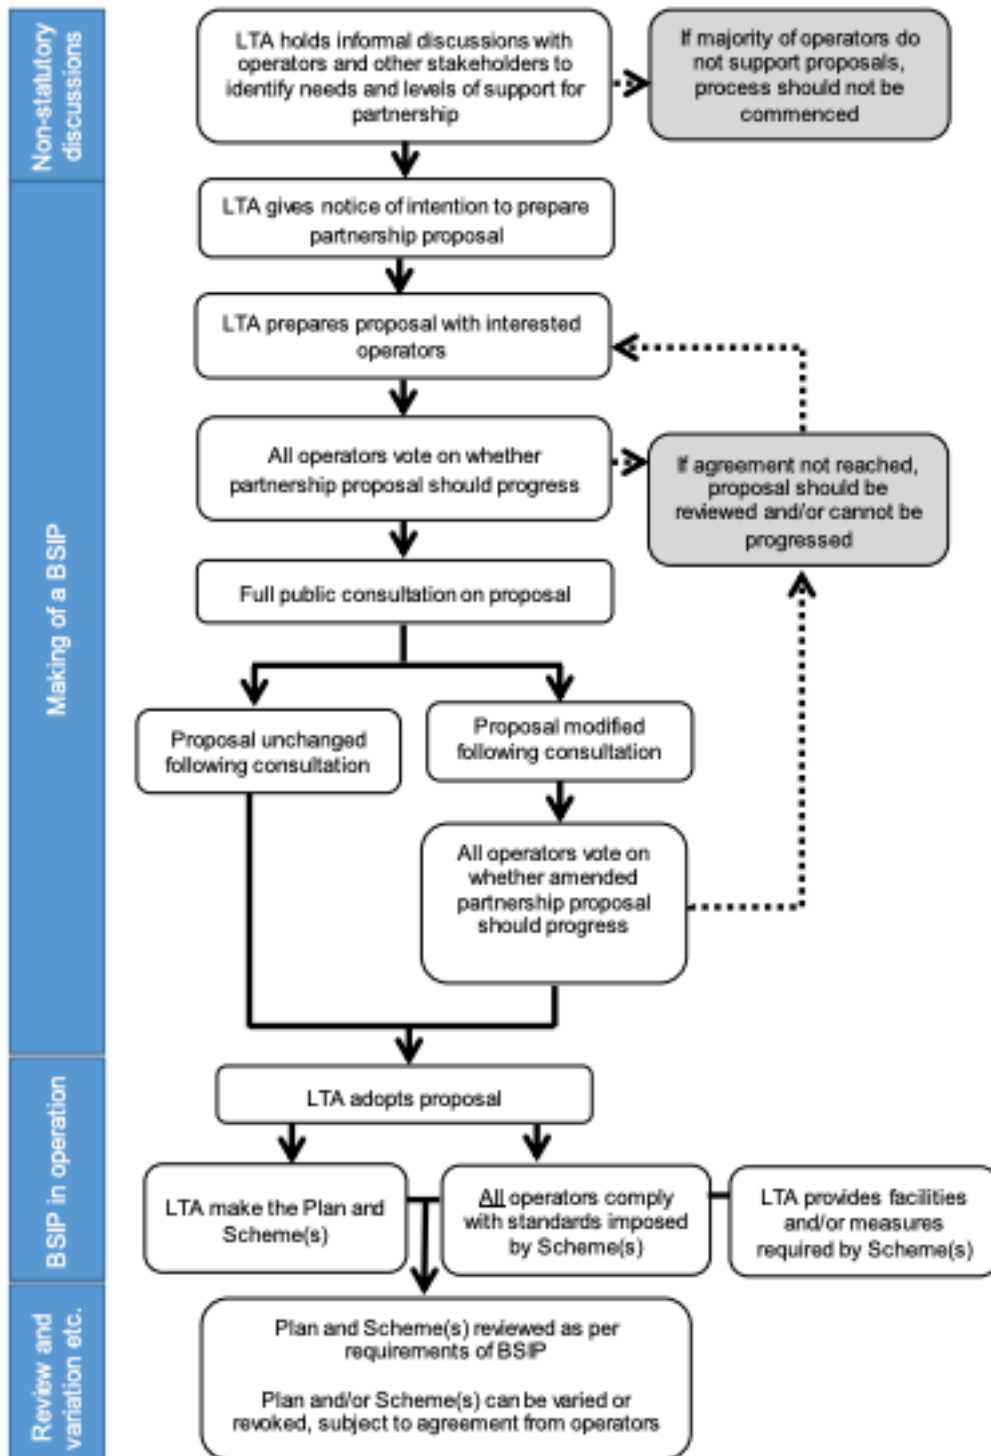 Non-statutory
discussions
LTA holds informal discussions with
operators and other stakeholders to
identify needs and levels of support for
partnership
If majority of operators do
not support proposals,
process should not be
commenced
Making of a BSIP
LTA gives notice of intention to prepare
partnership proposal
LTA prepares proposal with interested
operators
All operators vote on whether
partnership proposal should progress
If agreement not reached,
proposal should be
reviewed and/or cannot be
progressed
Full public consultation on proposal
Proposal unchanged
following consultation
Proposal modified
following consultation
All operators vote on
whether amended
partnership proposal
should progress
BSIP in operation
LTA adopts proposal
LTA make the Plan and
Scheme(s)
All operators comply
with standards imposed
by Scheme(s)
LTA provides facilities
and/or measures
required by Scheme(s)
Review and
variation etc.
Plan and Scheme(s) reviewed as per
requirements of BSIP
Plan and/or Scheme(s) can be varied or
revoked, subject to agreement from operators